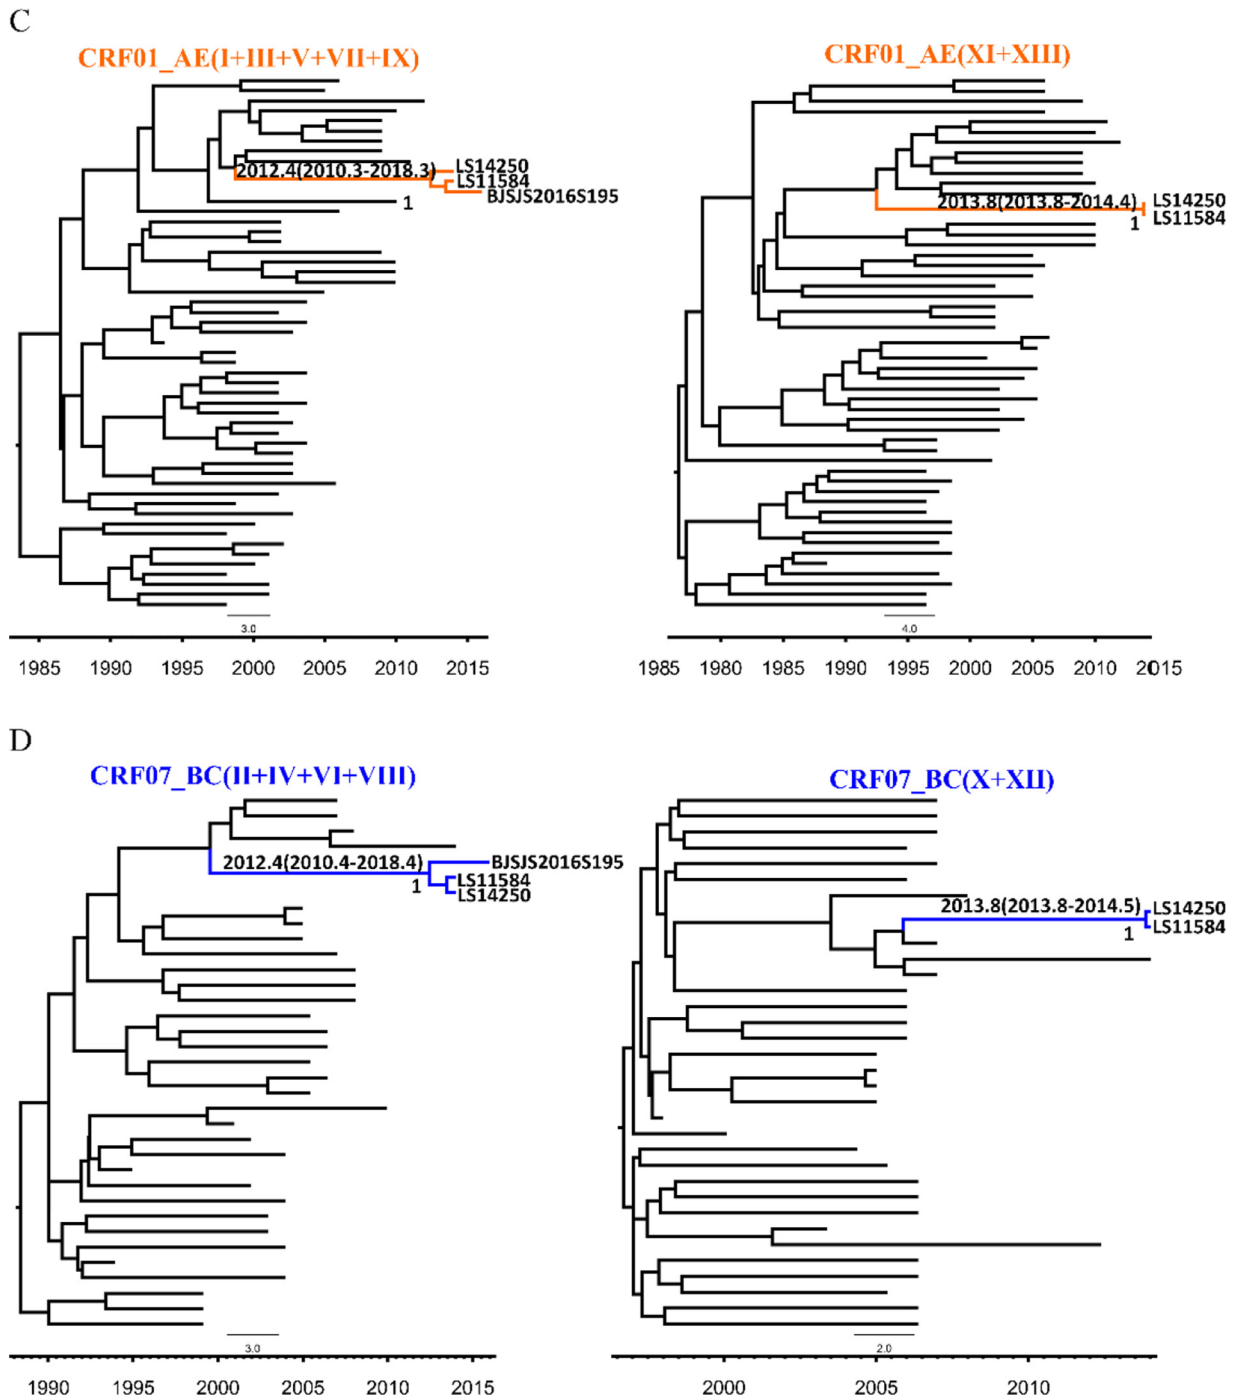 C
CRF01_AE(I+III+V+VII+IX)
CRF01_AE(XI+XIII)
2012.4(2010.3-2018.3)
LS14250
LS11584
BJSJS2016S195
1
2013.8(2013.8-2014.4)
LS14250
LS11584
1
3.0
4.0
1985 1990 1995 2000 2005 2010 2015
1985 1980 1985 1990 1995 2000 2005 2010 2015
D
CRF07_BC(II+IV+VI+VIII)
CRF07_BC(X+XII)
2012.4(2010.4-2018.4)
BJSJS2016S195
1
LS11584
LS14250
2013.8(2013.8-2014.5)
LS14250
LS11584
1
3.0
2.0
1990 1995 2000 2005 2010 2015
2000 2005 2010